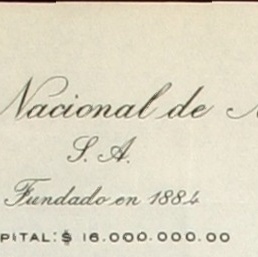 Nacional de
S. A.
Fundado en 1884
PITAL: $ 16.000.000.00